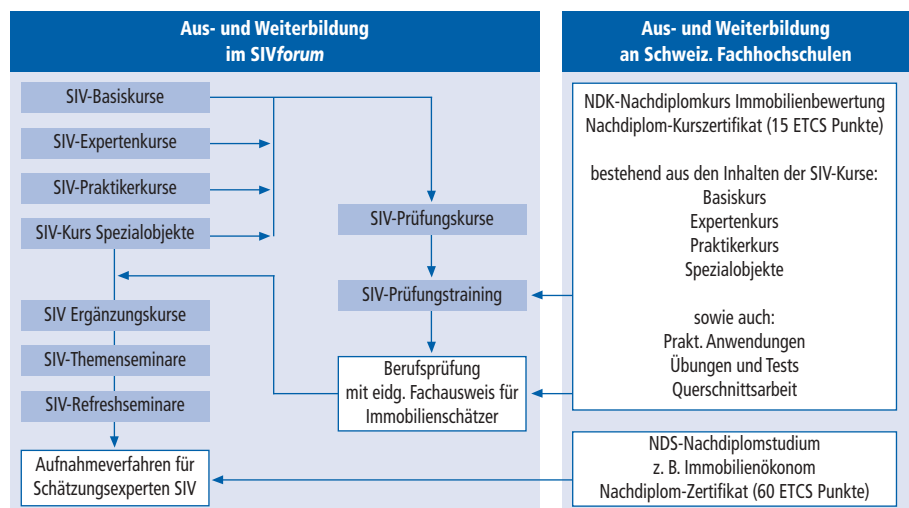 Aus- und Weiterbildung
im SIVforum
SIV-Basiskurse
SIV-Expertenkurse
SIV-Praktikerkurse
SIV-Kurs Spezialobjekte
SIV Ergänzungskurse
SIV-Themenseminare
SIV-Refreshseminare
Aufnahmeverfahren für
Schätzungsexperten SIV
SIV-Prüfungskurse
SIV-Prüfungstraining
Berufsprüfung
mit eidg. Fachausweis für
Immobilienschätzer
Aus- und Weiterbildung
an Schweiz. Fachhochschulen
NDK-Nachdiplomkurs Immobilienbewertung
Nachdiplom-Kurszertifikat (15 ETCS Punkte)
bestehend aus den Inhalten der SIV-Kurse:
Basiskurs
Expertenkurs
Praktikerkurs
Spezialobjekte
sowie auch:
Prakt. Anwendungen
Übungen und Tests
Querschnittsarbeit
NDS-Nachdiplomstudium
z. B. Immobilienökonom
Nachdiplom-Zertifikat (60 ETCS Punkte)